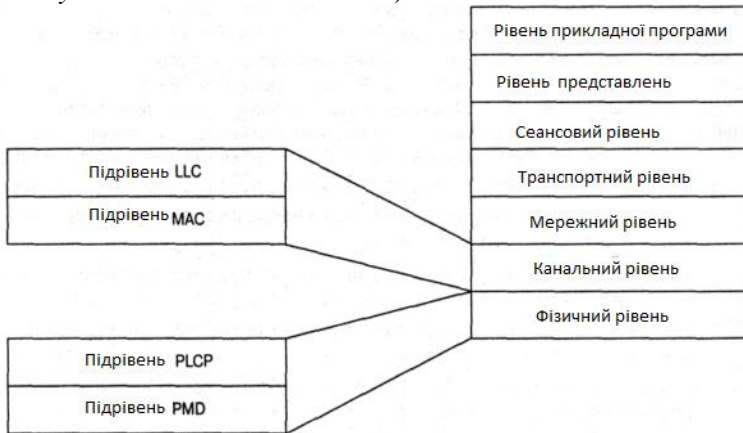 Рівень прикладної програми
Рівень представлень
Сеансовий рівень
Транспортний рівень
Мережний рівень
Канальний рівень
Фізичний рівень
Підрівень LLC
Підрівень MAC
Підрівень PLCP
Підрівень PMD